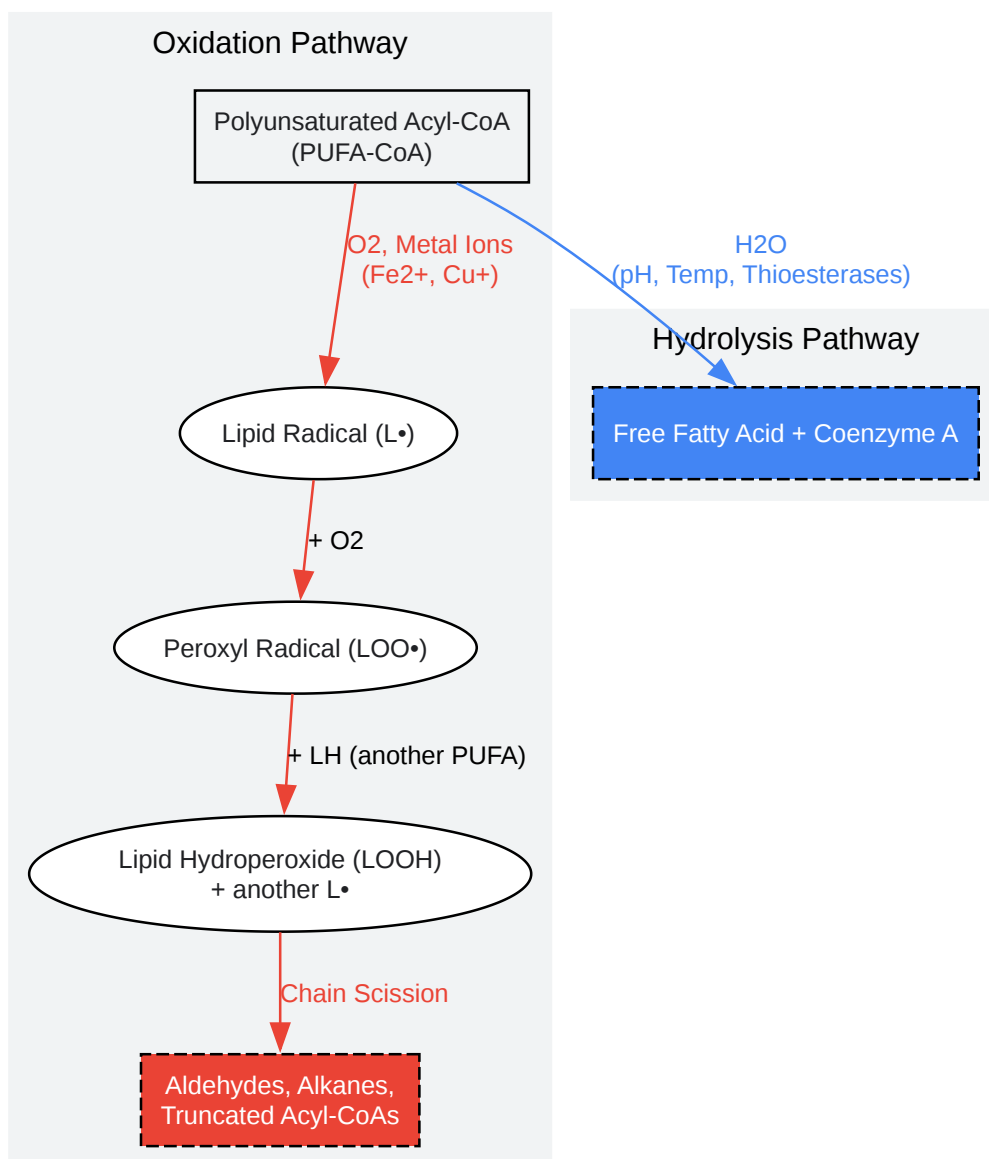 Oxidation Pathway
Polyunsaturated Acyl-CoA
(PUFA-CoA)
O2, Metal Ions
(Fe2+, Cu+)
H2O
(pH, Temp, Thioesterases)
Hydrolysis Pathway
Free Fatty Acid + Coenzyme A
Lipid Radical (L•)
+ O2
Peroxyl Radical (LOO•)
+ LH (another PUFA)
Lipid Hydroperoxide (LOOH)
+ another L•
Chain Scission
Aldehydes, Alkanes,
Truncated Acyl-CoAs